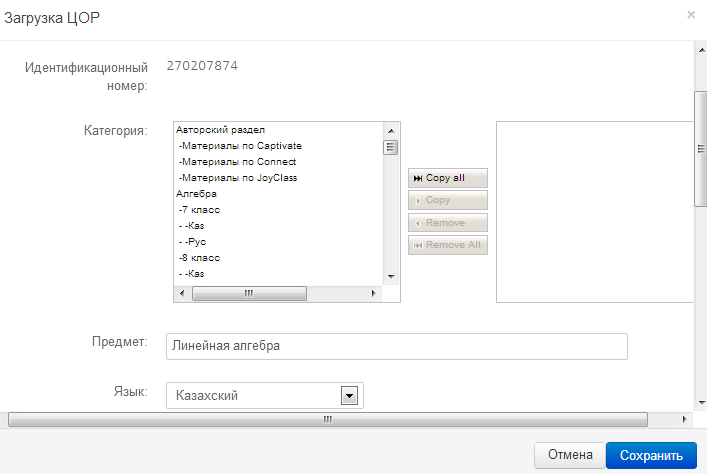 Загрузка ЦОР
×
Идентификационный
номер:
270207874
Категория:
Авторский раздел
-Материалы по Captivate
-Материалы по Connect
-Материалы по JoyClass
Алгебра
-7 класс
- -Каз
- -Рус
-8 класс
- -Каз
Copy all
Copy
Remove
Remove All
Предмет:
Линейная алгебра
Язык:
Казахский
Отмена
Сохранить